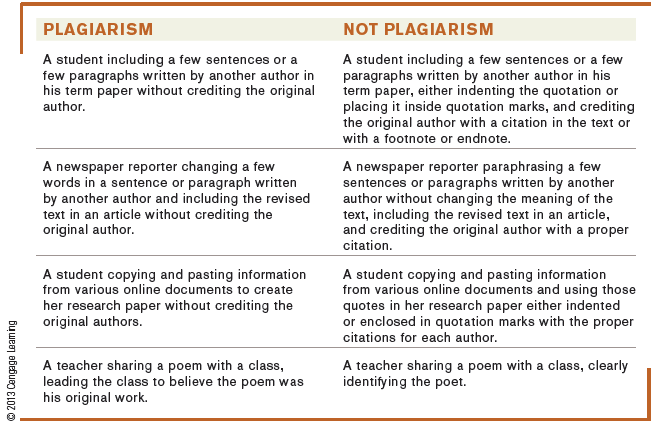 PLAGIARISM
NOT PLAGIARISM
A student including a few sentences or a
few paragraphs written by another author in
his term paper without crediting the original
author.
A student including a few sentences or a few
paragraphs written by another author in his
term paper, either indenting the quotation or
placing it inside quotation marks, and crediting
the original author with a citation in the text or
with a footnote or endnote.
A newspaper reporter changing a few
words in a sentence or paragraph written
by another author and including the revised
text in an article without crediting the
original author.
A newspaper reporter paraphrasing a few
sentences or paragraphs written by another
author without changing the meaning of the
text, including the revised text in an article,
and crediting the original author with a proper
citation.
A student copying and pasting information
from various online documents to create
her research paper without crediting the
original authors.
A student copying and pasting information
from various online documents and using those
quotes in her research paper either indented
or enclosed in quotation marks with the proper
citations for each author.
A teacher sharing a poem with a class,
leading the class to believe the poem was
his original work.
A teacher sharing a poem with a class, clearly
identifying the poet.
© 2013 Cengage Learning